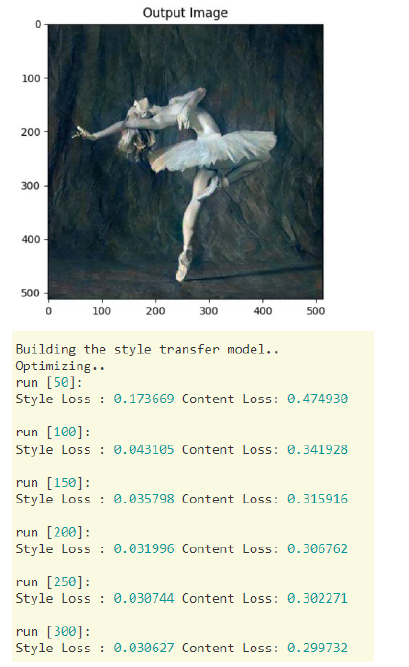 Output Image
0
100
200
300
400
500
0 100 200 300 400 500
Building the style transfer model..
Optimizing..
run [50]:
Style Loss : 0.173669 Content Loss: 0.474930
run [100]:
Style Loss : 0.043105 Content Loss: 0.341928
run [150]:
Style Loss : 0.035798 Content Loss: 0.315916
run [200]:
Style Loss : 0.031996 Content Loss: 0.306762
run [250]:
Style Loss : 0.030744 Content Loss: 0.302271
run [300]:
Style Loss : 0.030627 Content Loss: 0.299732